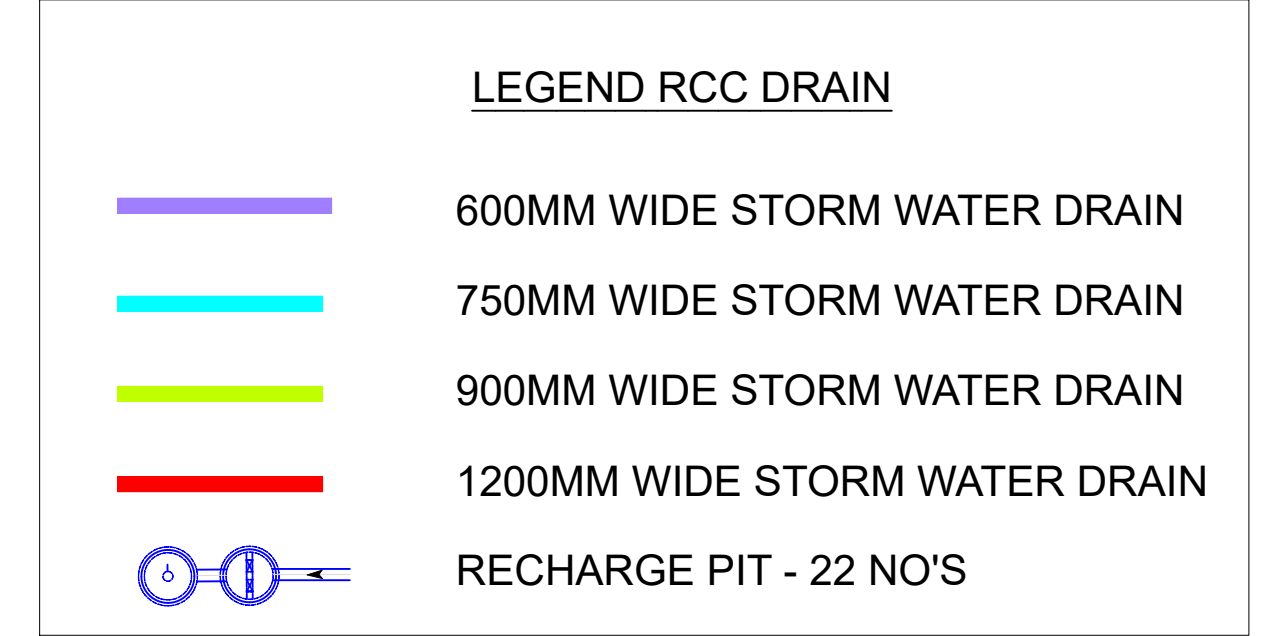 LEGEND RCC DRAIN
600MM WIDE STORM WATER DRAIN
750MM WIDE STORM WATER DRAIN
900MM WIDE STORM WATER DRAIN
1200MM WIDE STORM WATER DRAIN
RECHARGE PIT - 22 NO'S